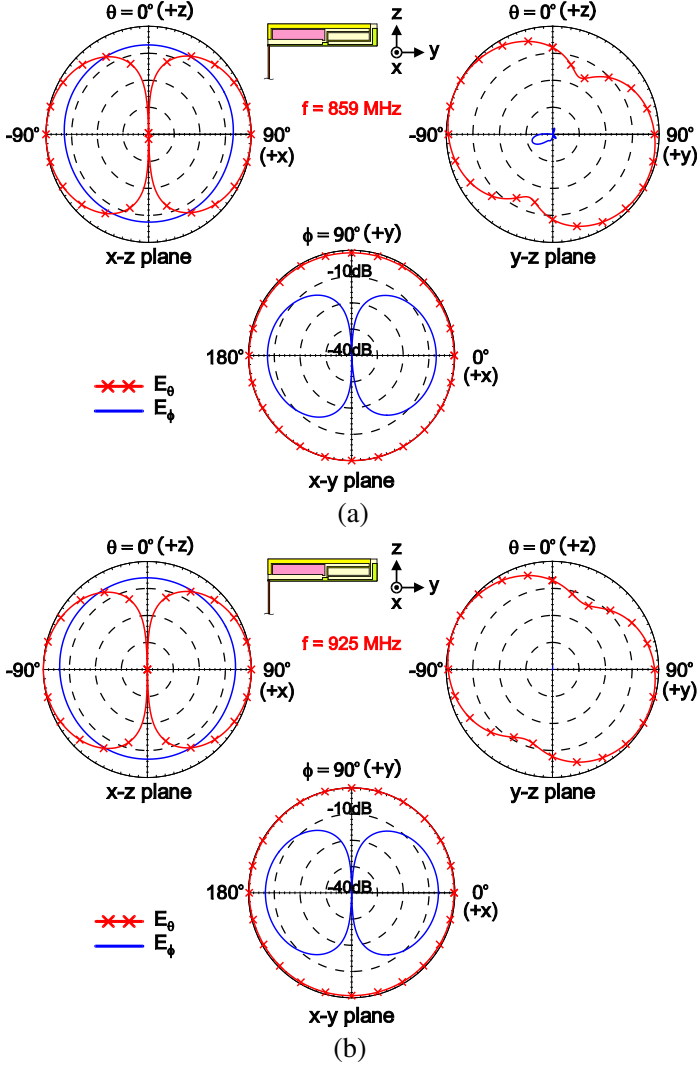 θ = 0° (+z)
z
y
x
θ = 0° (+z)
-90°
90°
(+x)
f = 859 MHz
-90°
90°
(+y)
x-z plane
y-z plane
ϕ = 90° (+y)
-10dB
180°
-40dB
0°
(+x)
Eθ
Eϕ
x-y plane
(a)
θ = 0° (+z)
z
y
x
θ = 0° (+z)
-90°
90°
(+x)
f = 925 MHz
-90°
90°
(+y)
x-z plane
y-z plane
ϕ = 90° (+y)
-10dB
180°
-40dB
0°
(+x)
Eθ
Eϕ
x-y plane
(b)